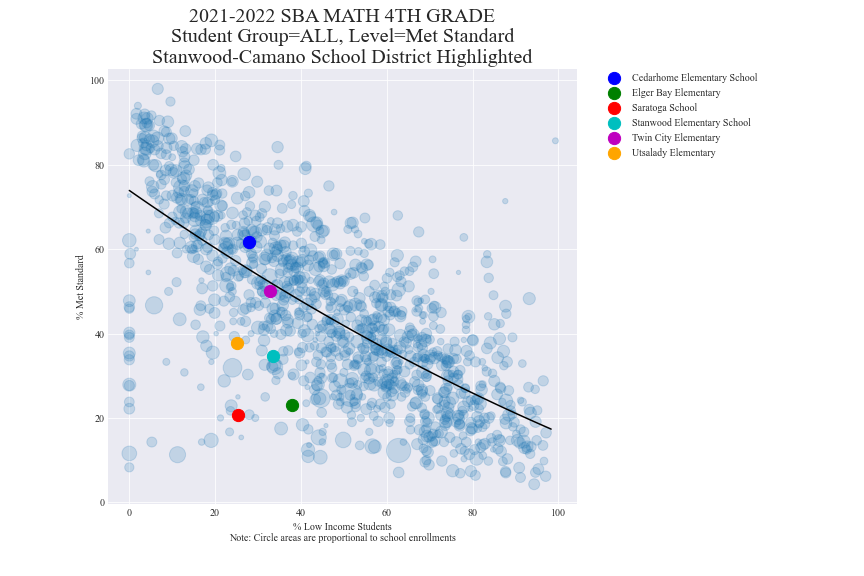 2021-2022 SBA MATH 4TH GRADE
Student Group=ALL, Level=Met Standard
Stanwood-Camano School District Highlighted
100
80
60
40
20
0
% Met Standard
0 20 40 60 80 100
% Low Income Students
Note: Circle areas are proportional to school enrollments
Cedarhome Elementary School
Elger Bay Elementary
Saratoga School
Stanwood Elementary School
Twin City Elementary
Utsalady Elementary